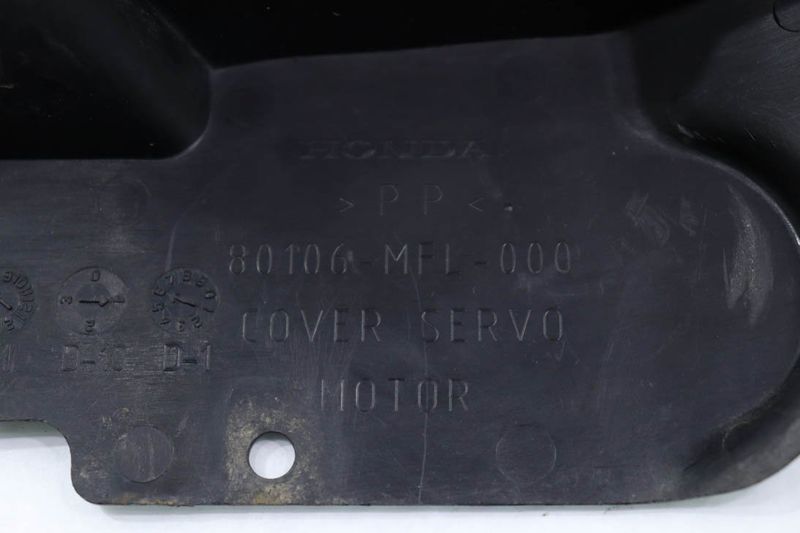 HONDA
>PP<
80106-MFL-000
COVER SERVO
MOTOR
D-10 D-1